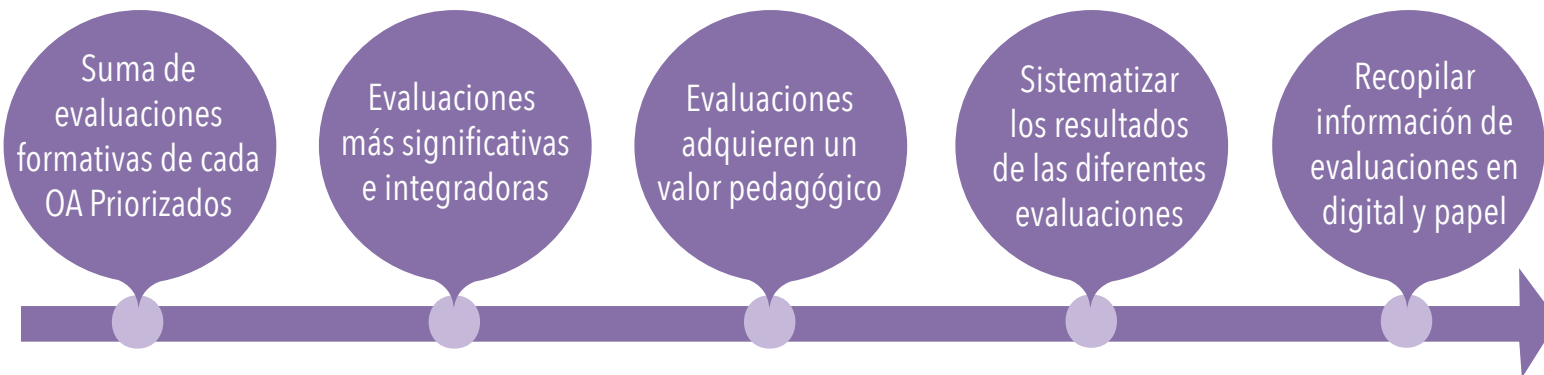 Suma de
evaluaciones
formativas de cada
OA Priorizados
Evaluaciones
más significativas
e integradoras
Evaluaciones
adquieren un
valor pedagógico
Sistematizar
los resultados
de las diferentes
evaluaciones
Recopilar
información de
evaluaciones en
digital y papel